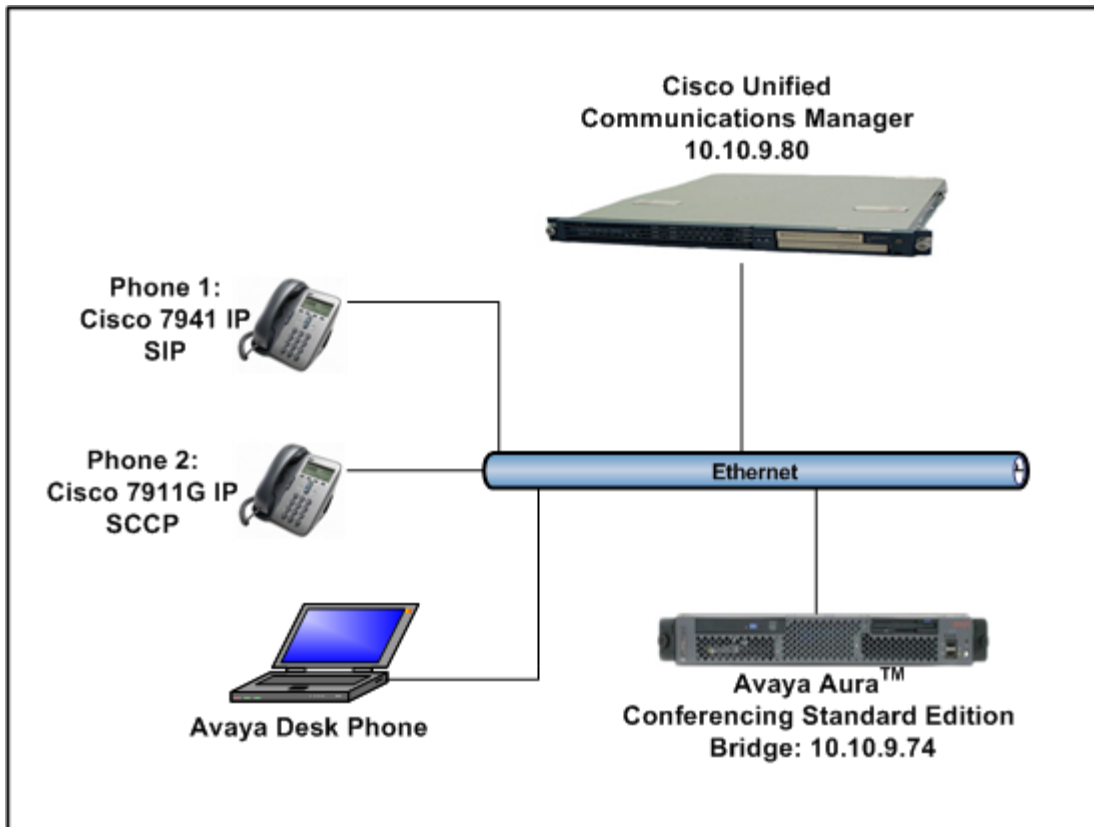 Cisco Unified
Communications Manager
10.10.9.80
Phone 1:
Cisco 7941 IP
SIP
Phone 2:
Cisco 7911G IP
SCCP
Ethernet
Avaya Desk Phone
Avaya Aura™
Conferencing Standard Edition
Bridge: 10.10.9.74